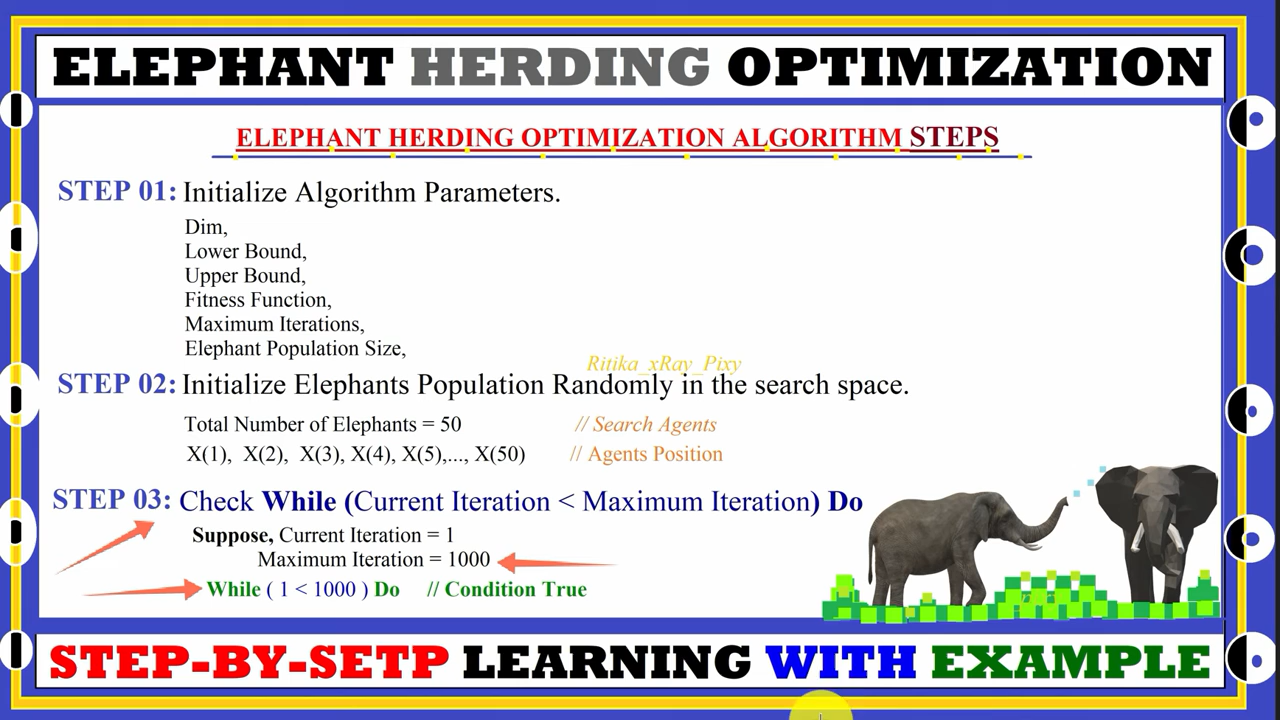 ELEPHANT HERDING OPTIMIZATION
ELEPHANT HERDING OPTIMIZATION ALGORITHM STEPS
STEP 01: Initialize Algorithm Parameters.
Dim,
Lower Bound,
Upper Bound,
Fitness Function,
Maximum Iterations,
Elephant Population Size,
Ritika_xRay_Pixy
STEP 02: Initialize Elephants Population Randomly in the search space.
Total Number of Elephants = 50 // Search Agents
X(1), X(2), X(3), X(4), X(5),..., X(50) // Agents Position
STEP 03: Check While (Current Iteration < Maximum Iteration) Do
Suppose, Current Iteration = 1
Maximum Iteration = 1000
While ( 1 < 1000 ) Do // Condition True
STEP-BY-SETP LEARNING WITH EXAMPLE